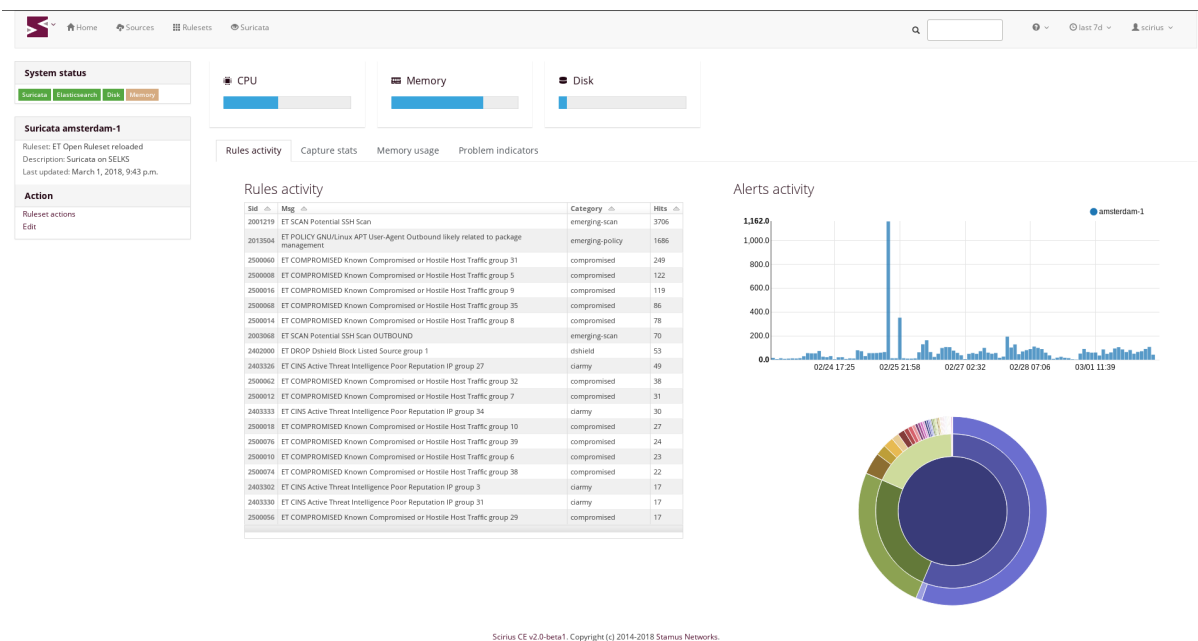 Home Sources Rulesets Suricata last 7d scirius
System status
Suricata Elasticsearch Disk Memory
Suricata amsterdam-1
Ruleset: ET Open Ruleset reloaded
Description: Suricata on SELKS
Last updated: March 1, 2018, 9:43 p.m.
Action
Ruleset actions
Edit
CPU Memory Disk
Rules activity Capture stats Memory usage Problem indicators
Rules activity
Sid Msg Category Hits
2001219 ET SCAN Potential SSH Scan emerging-scan 3706
2013504 ET POLICY GNU/Linux APT User-Agent Outbound likely related to package
management emerging-policy 1686
2500060 ET COMPROMISED Known Compromised or Hostile Host Traffic group 31 compromised 249
2500008 ET COMPROMISED Known Compromised or Hostile Host Traffic group 5 compromised 122
2500016 ET COMPROMISED Known Compromised or Hostile Host Traffic group 9 compromised 119
2500068 ET COMPROMISED Known Compromised or Hostile Host Traffic group 35 compromised 86
2500014 ET COMPROMISED Known Compromised or Hostile Host Traffic group 8 compromised 78
2003068 ET SCAN Potential SSH Scan OUTBOUND emerging-scan 70
2402000 ET DROP Dshield Block Listed Source group 1 dshield 53
2403326 ET CINS Active Threat Intelligence Poor Reputation IP group 27 ciarmy 49
2500062 ET COMPROMISED Known Compromised or Hostile Host Traffic group 32 compromised 38
2500012 ET COMPROMISED Known Compromised or Hostile Host Traffic group 7 compromised 31
2403333 ET CINS Active Threat Intelligence Poor Reputation IP group 34 ciarmy 30
2500018 ET COMPROMISED Known Compromised or Hostile Host Traffic group 10 compromised 27
2500076 ET COMPROMISED Known Compromised or Hostile Host Traffic group 39 compromised 24
2500010 ET COMPROMISED Known Compromised or Hostile Host Traffic group 6 compromised 23
2500074 ET COMPROMISED Known Compromised or Hostile Host Traffic group 38 compromised 22
2403302 ET CINS Active Threat Intelligence Poor Reputation IP group 3 ciarmy 17
2403330 ET CINS Active Threat Intelligence Poor Reputation IP group 31 ciarmy 17
2500056 ET COMPROMISED Known Compromised or Hostile Host Traffic group 29 compromised 17
Alerts activity
amsterdam-1
1,162.0
1,000.0
800.0
600.0
400.0
200.0
0.0
02/24 17:25 02/25 21:58 02/27 02:32 02/28 07:06 03/01 11:39
Scirius CE v2.0-beta1. Copyright (c) 2014-2018 Stamus Networks.